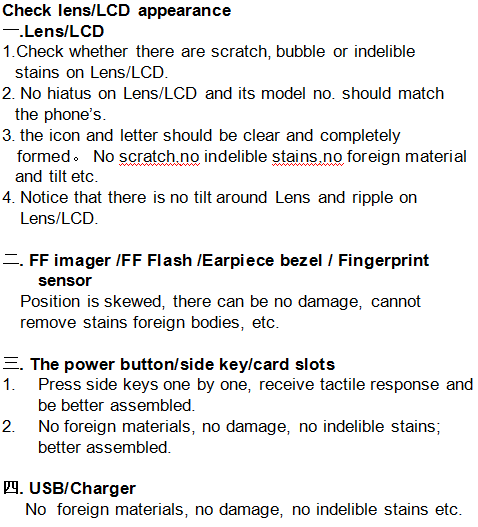 Check lens/LCD appearance
一.Lens/LCD
1.Check whether there are scratch, bubble or indelible
stains on Lens/LCD.
2. No hiatus on Lens/LCD and its model no. should match
the phone's.
3. the icon and letter should be clear and completely
formed。 No scratch,no indelible stains,no foreign material
and tilt etc.
4. Notice that there is no tilt around Lens and ripple on
Lens/LCD.
二. FF imager /FF Flash /Earpiece bezel / Fingerprint
sensor
Position is skewed, there can be no damage, cannot
remove stains foreign bodies, etc.
三. The power button/side key/card slots
1. Press side keys one by one, receive tactile response and
be better assembled.
2. No foreign materials, no damage, no indelible stains;
better assembled.
四. USB/Charger
No foreign materials, no damage, no indelible stains etc.